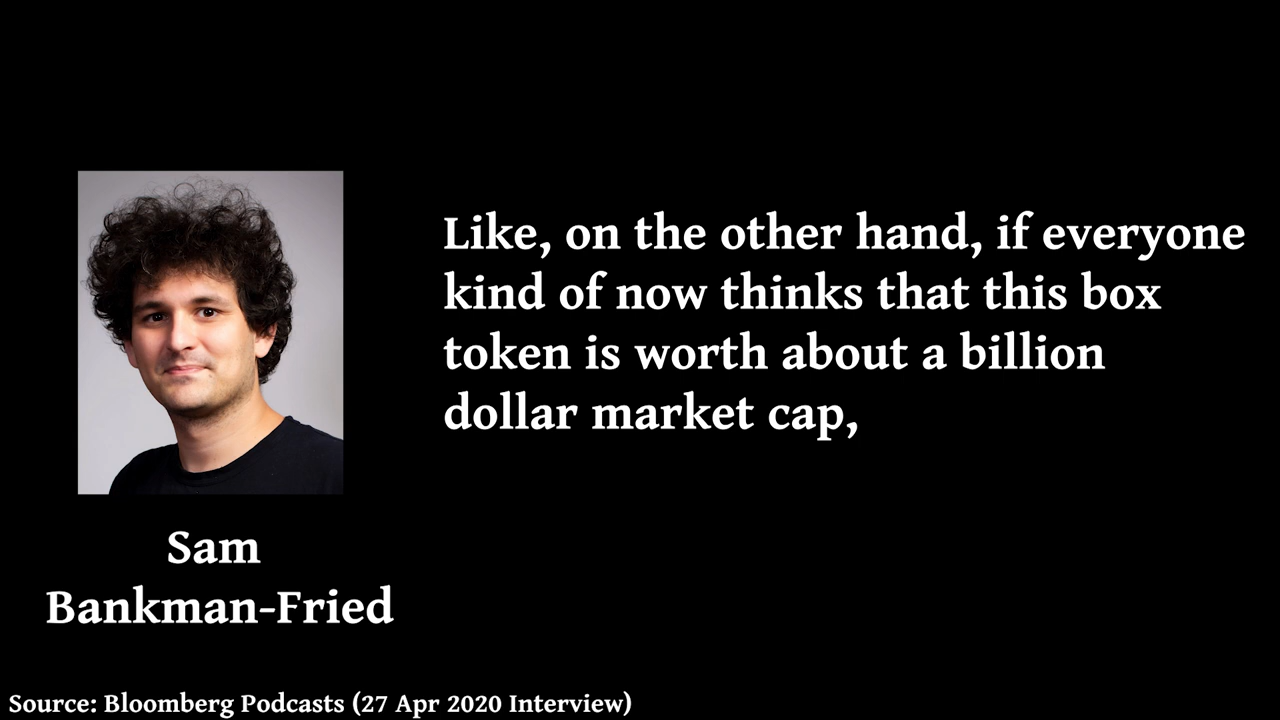 Like, on the other hand, if everyone
kind of now thinks that this box
token is worth about a billion
dollar market cap,
Sam
Bankman-Fried
Source: Bloomberg Podcasts (27 Apr 2020 Interview)